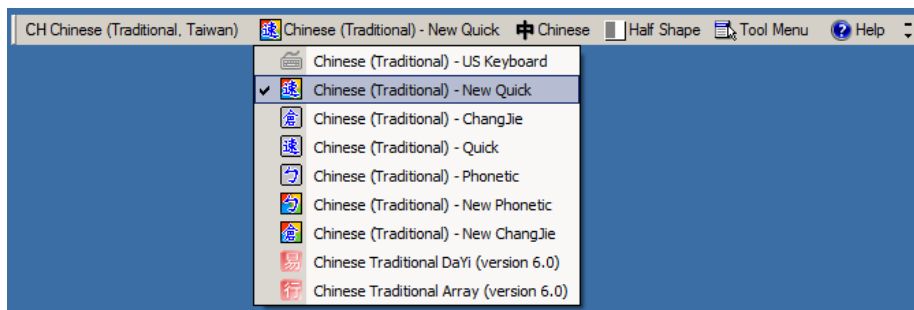 CH Chinese (Traditional, Taiwan) 速 Chinese (Traditional) - New Quick 中 Chinese Half Shape Tool Menu ? Help
Chinese (Traditional) - US Keyboard
速 Chinese (Traditional) - New Quick
倉 Chinese (Traditional) - ChangJie
速 Chinese (Traditional) - Quick
ㄅ Chinese (Traditional) - Phonetic
ㄅ Chinese (Traditional) - New Phonetic
倉 Chinese (Traditional) - New ChangJie
易 Chinese Traditional DaYi (version 6.0)
行 Chinese Traditional Array (version 6.0)